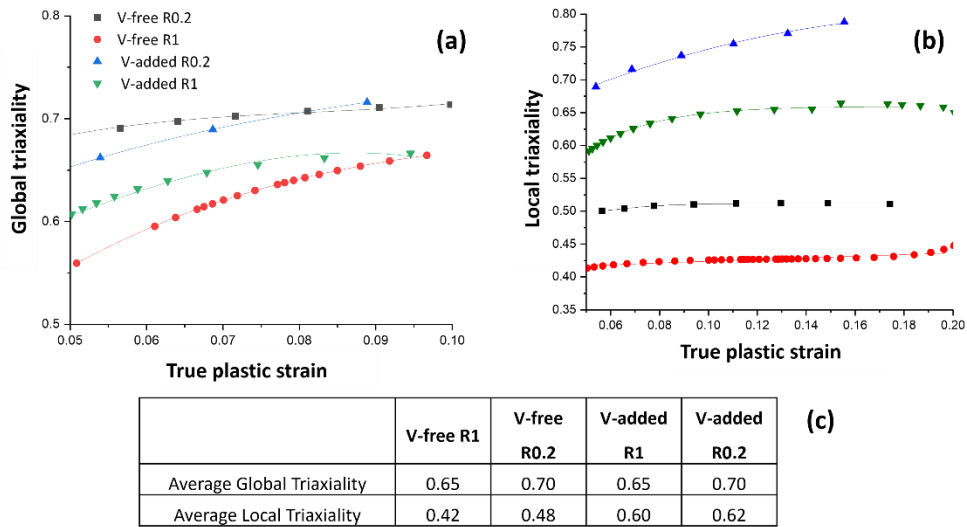 0.8
V-free R0.2
V-free R1
V-added R0.2
V-added R1
(a)
0.7
0.6
0.5
Global triaxiality
0.05 0.06 0.07 0.08 0.09 0.10
True plastic strain
0.80
0.75
0.70
0.65
0.60
0.55
0.50
0.45
0.40
0.35
(b)
Local triaxiality
0.06 0.08 0.10 0.12 0.14 0.16 0.18 0.20
True plastic strain
V-free R1 V-free R0.2 V-added R1 V-added R0.2
Average Global Triaxiality 0.65 0.70 0.65 0.70
Average Local Triaxiality 0.42 0.48 0.60 0.62
(c)